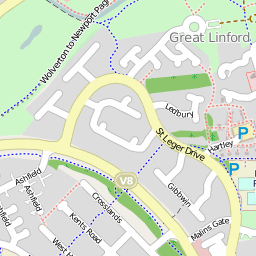 Great Linford
Wolverton to Newport Pag
Ledbury
P
St Leger Drive
Hartley
P
V8
Gibbwin
Ashfield
Ashfield
Crosslands
Kents Road
Malins Gate